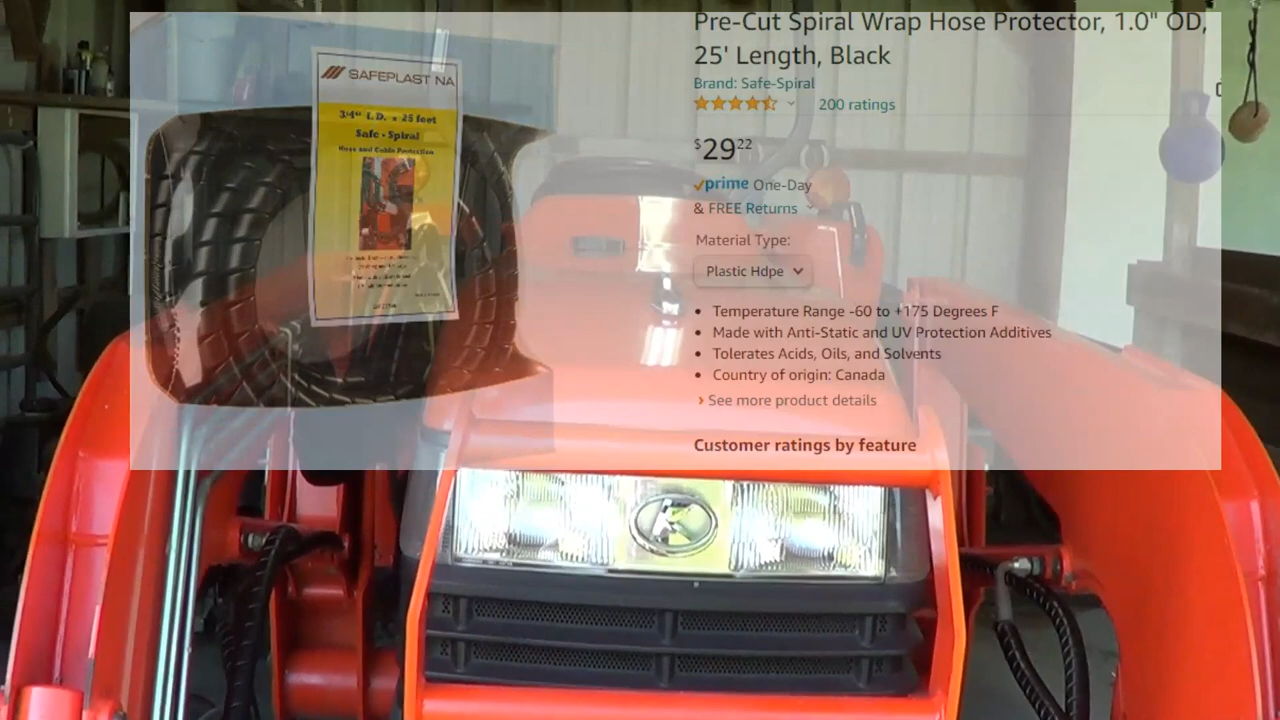 Pre-Cut Spiral Wrap Hose Protector, 1.0" OD,
25' Length, Black
Brand: Safe-Spiral
200 ratings
$29.22
prime One-Day
& FREE Returns
Material Type:
Plastic Hdpe
Temperature Range -60 to +175 Degrees F
Made with Anti-Static and UV Protection Additives
Tolerates Acids, Oils, and Solvents
Country of origin: Canada
See more product details
Customer ratings by feature
SAFEPLAST NA
3/4" I.D. x 25 feet
Safe - Spiral
Hose and Cable Protection